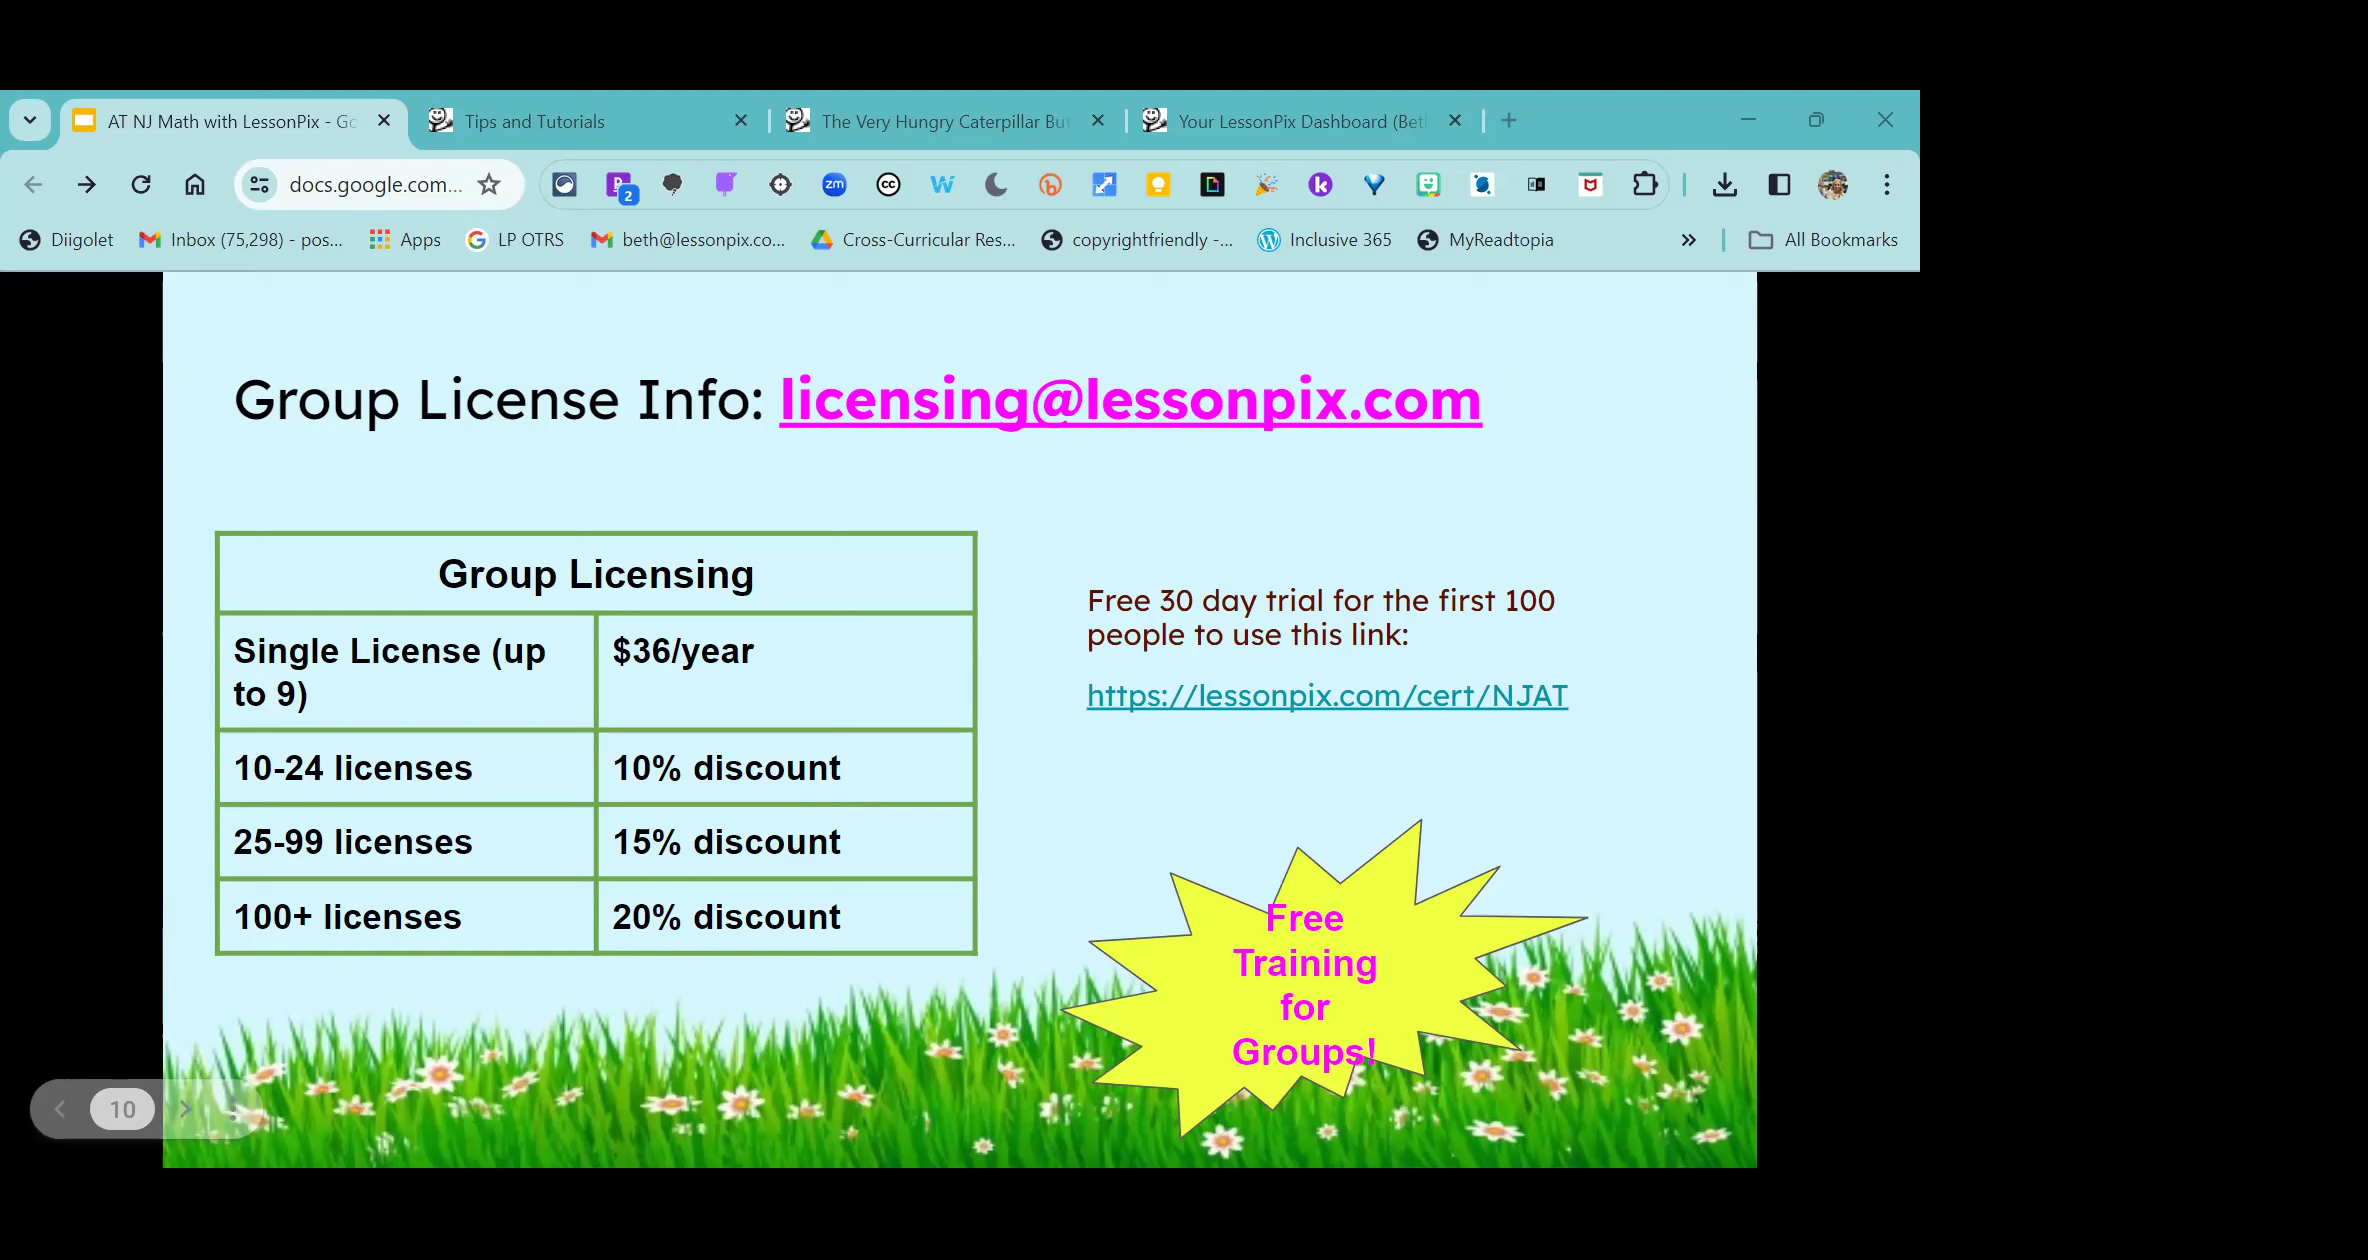 AT NJ Math with LessonPix - Go
Tips and Tutorials
The Very Hungry Caterpillar But
Your LessonPix Dashboard (Bet
docs.google.com...
2
zm
cc
W
k
Diigolet
Inbox (75,298) - pos...
Apps
LP OTRS
beth@lessonpix.co...
Cross-Curricular Res...
copyrightfriendly -...
Inclusive 365
MyReadtopia
All Bookmarks
Group License Info: licensing@lessonpix.com
Group Licensing
Single License (up
to 9)
$36/year
10-24 licenses
10% discount
25-99 licenses
15% discount
100+ licenses
20% discount
Free 30 day trial for the first 100
people to use this link:
https://lessonpix.com/cert/NJAT
Free
Training
for
Groups!
10